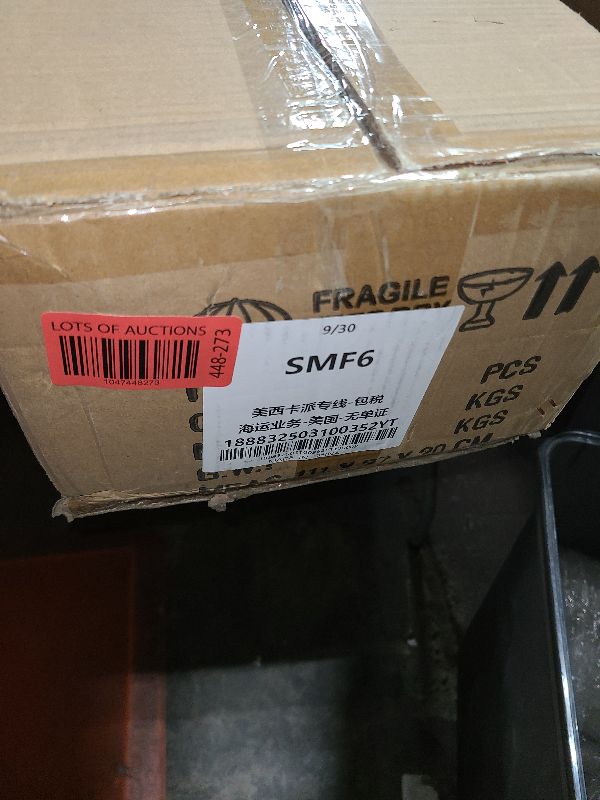 FRAGILE
LOTS OF AUCTIONS
448-273
1047448273
9/30
SMF6
美西卡派专线-包税
海运业务-美国-无单证
188832503100352YT
PCS
KGS
KGS
CM